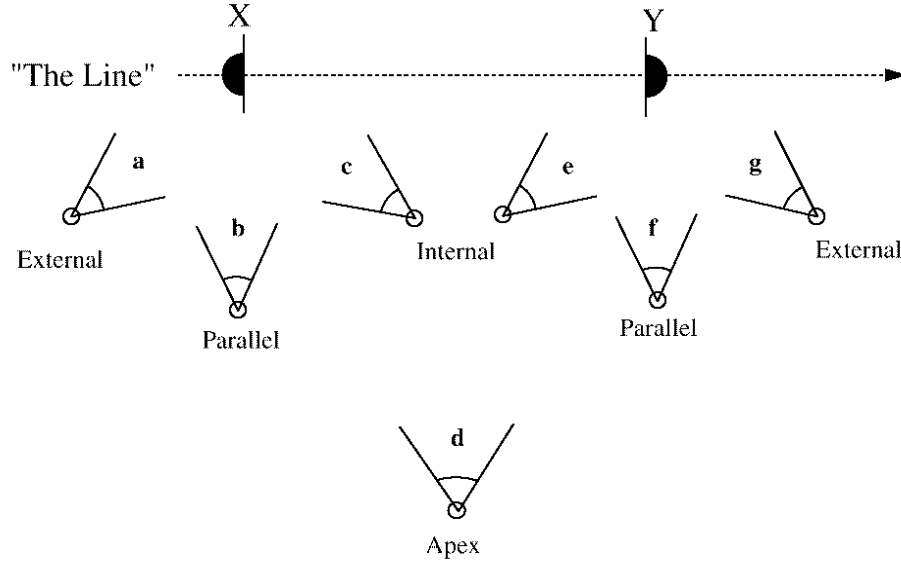 X
Y
"The Line"
a
c
e
g
b
f
External
Internal
External
Parallel
Parallel
d
Apex